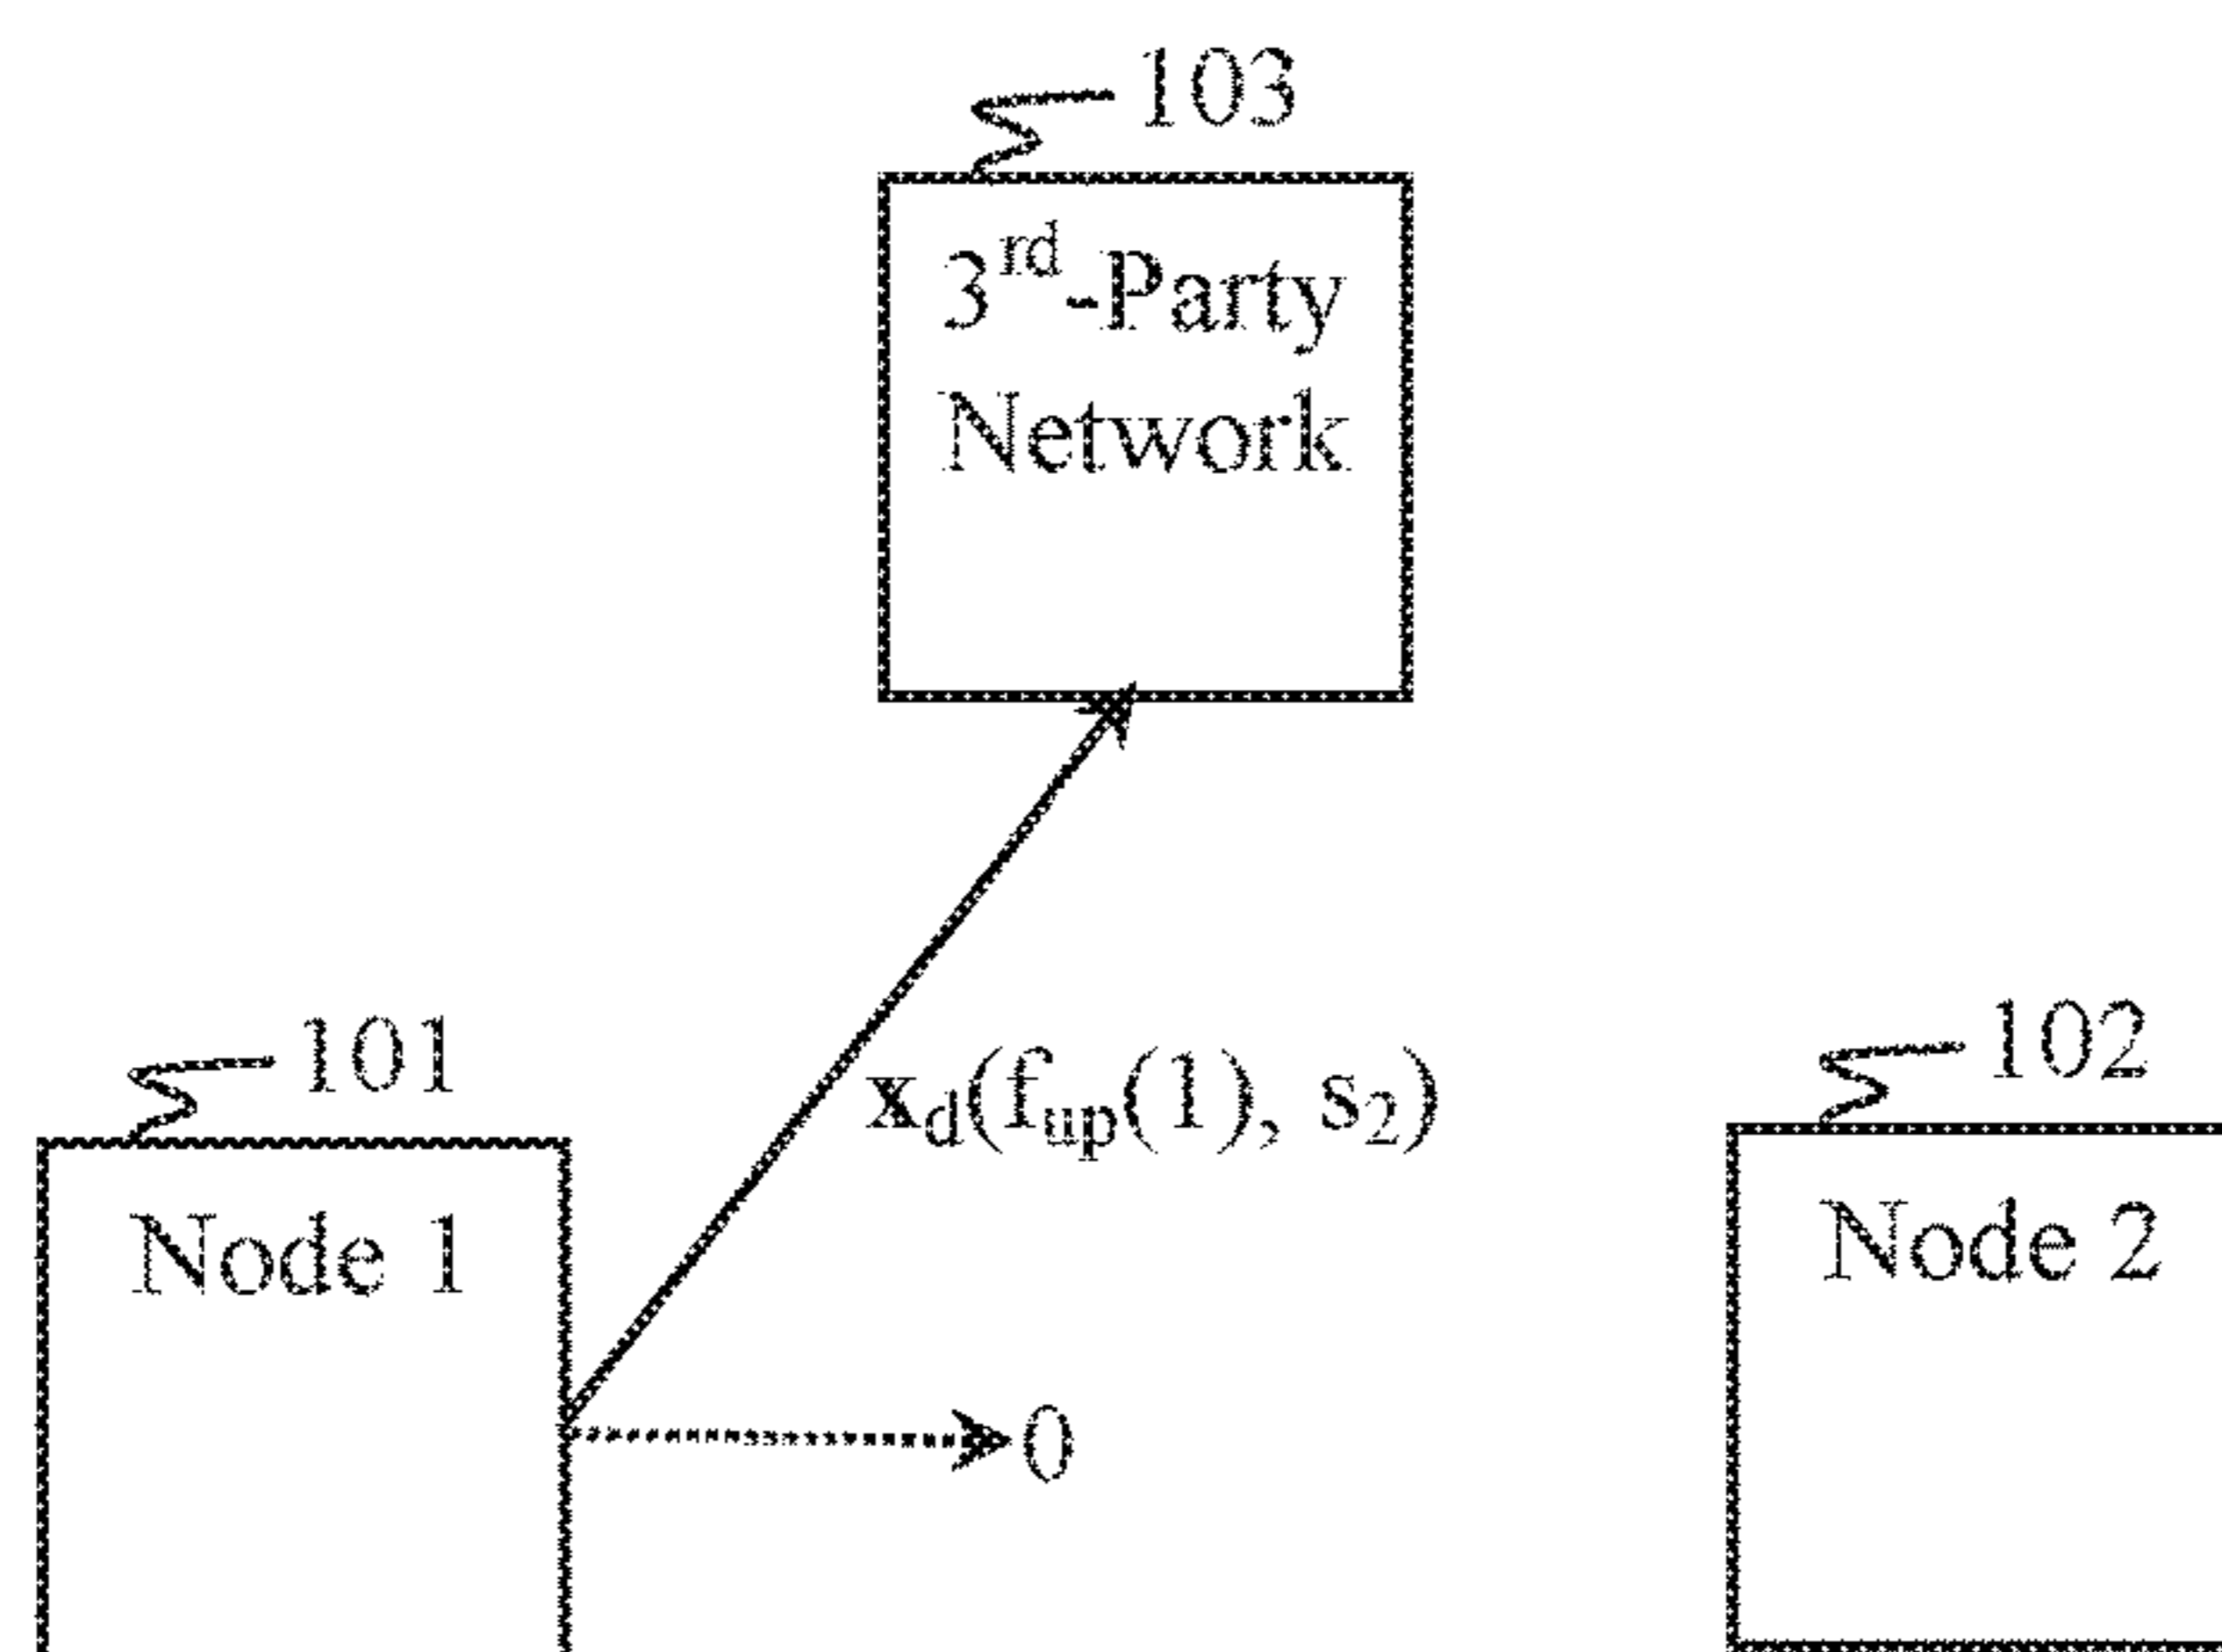 103
3rd-Party
Network
101
102
xd(fup(1), s2)
Node 1
Node 2
0